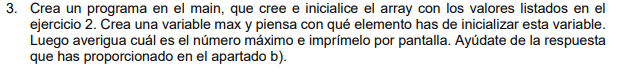 3. Crea un programa en el main, que cree e inicialice el array con los valores listados en el
ejercicio 2. Crea una variable max y piensa con qué elemento has de inicializar esta variable.
Luego averigua cuál es el número máximo e imprímelo por pantalla. Ayúdate de la respuesta
que has proporcionado en el apartado b).